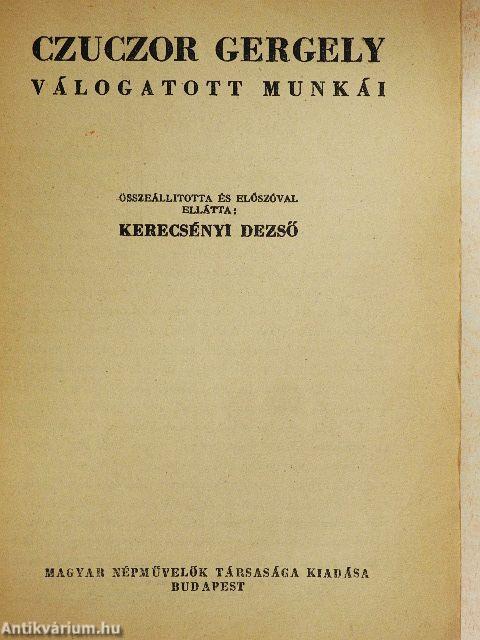 CZUCZOR GERGELY
VÁLOGATOTT MUNKÁI
ÖSSZEÁLLITOTTA ÉS ELŐSZÓVAL
ELLÁTTA:
KERECSÉNYI DEZSŐ
MAGYAR NÉPMŰVELŐK TÁRSASÁGA KIADÁSA
BUDAPEST
Antikvárium.hu